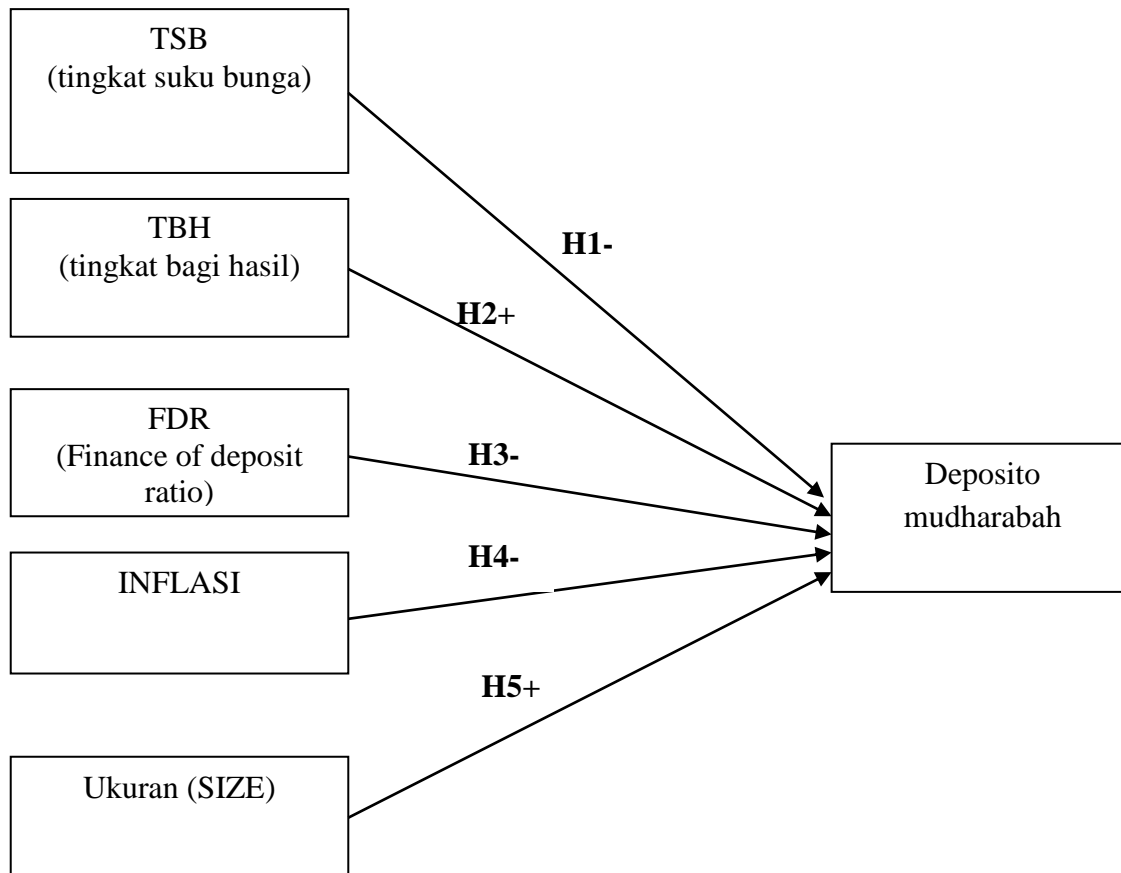 TSB
(tingkat suku bunga)
TBH
(tingkat bagi hasil)
FDR
(Finance of deposit
ratio)
INFLASI
Ukuran (SIZE)
H1-
H2+
H3-
H4-
H5+
Deposito
mudharabah